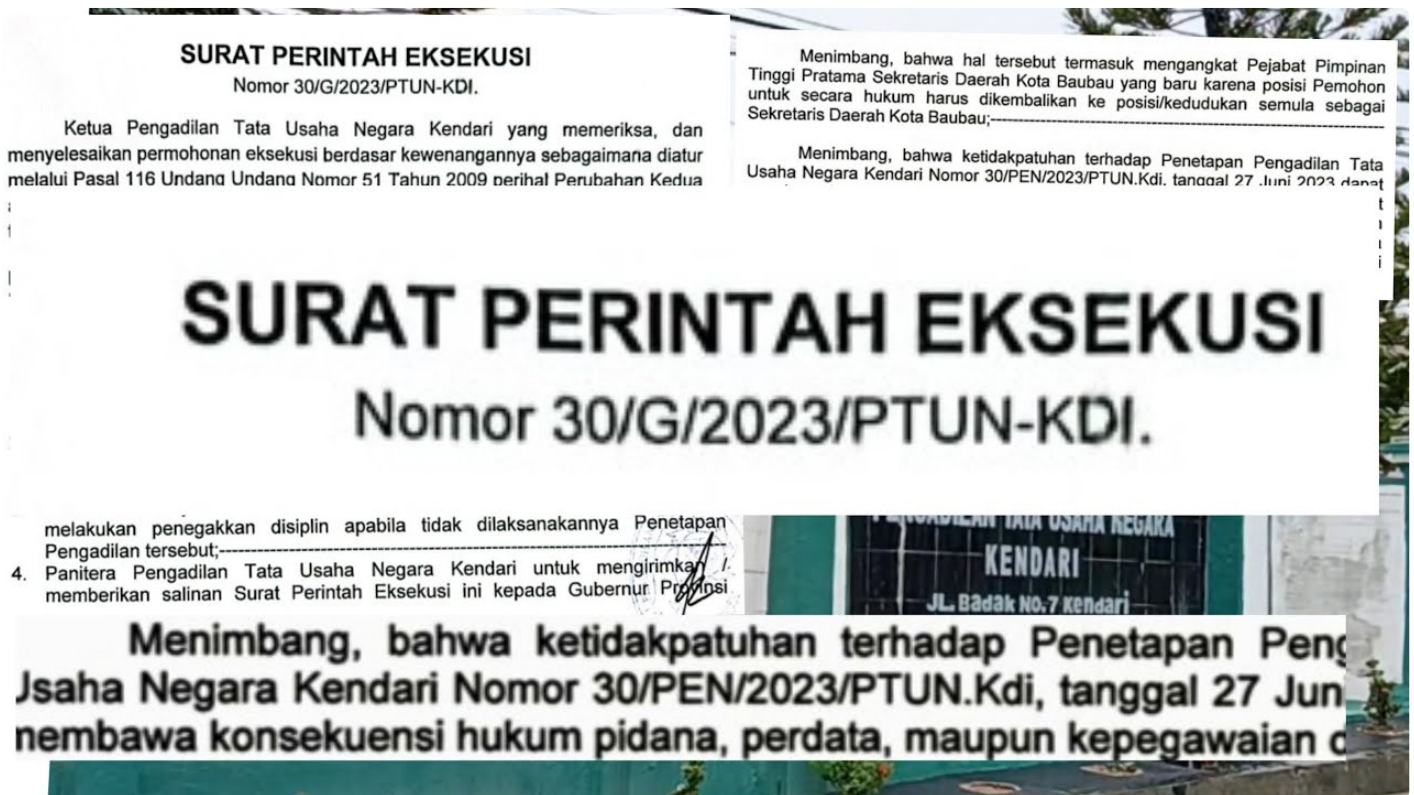 SURAT PERINTAH EKSEKUSI
Nomor 30/G/2023/PTUN-KDI.
Ketua Pengadilan Tata Usaha Negara Kendari yang memeriksa, dan
menyelesaikan permohonan eksekusi berdasar kewenangannya sebagaimana diatur
melalui Pasal 116 Undang Undang Nomor 51 Tahun 2009 perihal Perubahan Kedua
Menimbang, bahwa hal tersebut termasuk mengangkat Pejabat Pimpinan
Tinggi Pratama Sekretaris Daerah Kota Baubau yang baru karena posisi Pemohon
untuk secara hukum harus dikembalikan ke posisi/kedudukan semula sebagai
Sekretaris Daerah Kota Baubau;
Menimbang, bahwa ketidakpatuhan terhadap Penetapan Pengadilan Tata
Usaha Negara Kendari Nomor 30/PEN/2023/PTUN.Kdi, tanggal 27 Juni 2023 dapat
SURAT PERINTAH EKSEKUSI
Nomor 30/G/2023/PTUN-KDI.
melakukan penegakkan disiplin apabila tidak dilaksanakannya Penetapan
Pengadilan tersebut;
4. Panitera Pengadilan Tata Usaha Negara Kendari untuk mengirimkan /
memberikan salinan Surat Perintah Eksekusi ini kepada Gubernur Provinsi
PENGADILAN TATA USAHA NEGARA
KENDARI
JL. Badak NO.7 Kendari
Menimbang, bahwa ketidakpatuhan terhadap Penetapan Peng
Usaha Negara Kendari Nomor 30/PEN/2023/PTUN.Kdi, tanggal 27 Jun
membawa konsekuensi hukum pidana, perdata, maupun kepegawaian